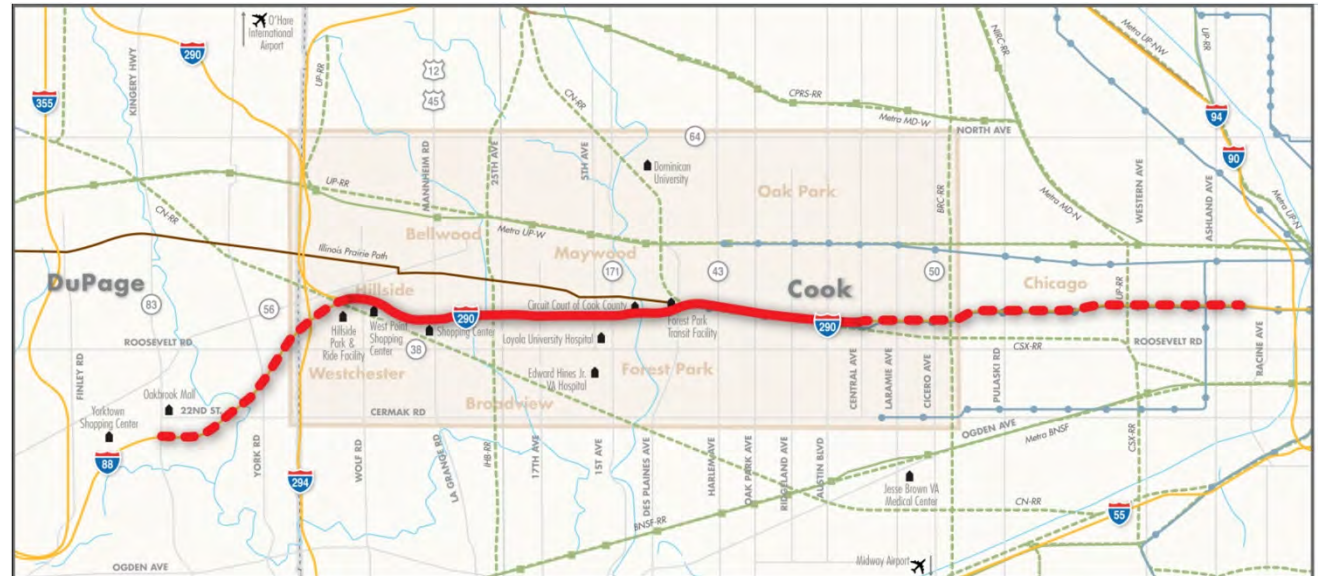 O'Hare
International
Airport
KINGERY HWY
290
355
UP-RR
12
45
CN-RR
CPRS-RR
Metra MD-W
NIRC-RR
Metra UP-NW
UP-RR
94
90
NORTH AVE
64
MANNHEIM RD
25TH AVE
5TH AVE
Dominican
University
Oak Park
BRC-RR
Metra MD-N
WESTERN AVE
ASHLAND AVE
Metra UP-N
UP-RR
CN-RR
Bellwood
Metra UP-W
Maywood
Illinois Prairie Path
171
43
50
DuPage
Hillside
Cook
Chicago
UP-RR
83
56
Circuit Court of Cook County
Forest Park
Transit Facility
290
290
Hillside
Park &
Ride Facility
West Point
Shopping
Center
Shopping Center
38
Loyola University Hospital
ROOSEVELT RD
CSX-RR
ROOSEVELT RD
Westchester
Edward Hines Jr.
VA Hospital
Forest Park
FINLEY RD
Oakbrook Mall
22ND ST.
Yorktown
Shopping Center
CERMAK RD
Broadview
CENTRAL AVE
LARAMIE AVE
CICERO AVE
PULASKI RD
RACINE AVE
OGDEN AVE
Metra BNSF
88
YORK RD
294
WOLF RD
LA GRANGE RD
IHB-RR
17TH AVE
1ST AVE
DES PLAINES AVE
HARLEM AVE
OAK PARK AVE
RIDGELAND AVE
AUSTIN BLVD
CSX-RR
Jesse Brown VA
Medical Center
CN-RR
55
BNSF-RR
Midway Airport
OGDEN AVE